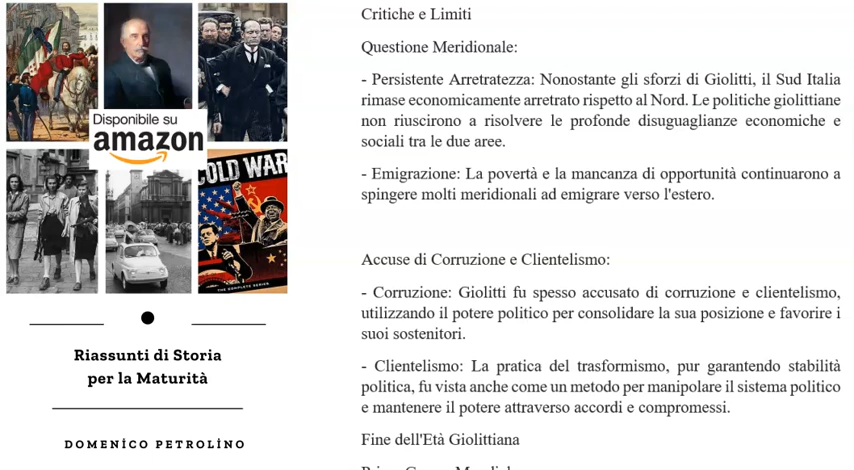 Disponibile su
amazon
COLD WAR
THE COMPLETE SERIES
Riassunti di Storia
per la Maturità
DOMENICO PETROLINO
Critiche e Limiti
Questione Meridionale:
- Persistente Arretratezza: Nonostante gli sforzi di Giolitti, il Sud Italia
rimase economicamente arretrato rispetto al Nord. Le politiche giolittiane
non riuscirono a risolvere le profonde disuguaglianze economiche e
sociali tra le due aree.
- Emigrazione: La povertà e la mancanza di opportunità continuarono a
spingere molti meridionali ad emigrare verso l'estero.
Accuse di Corruzione e Clientelismo:
- Corruzione: Giolitti fu spesso accusato di corruzione e clientelismo,
utilizzando il potere politico per consolidare la sua posizione e favorire i
suoi sostenitori.
- Clientelismo: La pratica del trasformismo, pur garantendo stabilità
politica, fu vista anche come un metodo per manipolare il sistema politico
e mantenere il potere attraverso accordi e compromessi.
Fine dell'Età Giolittiana